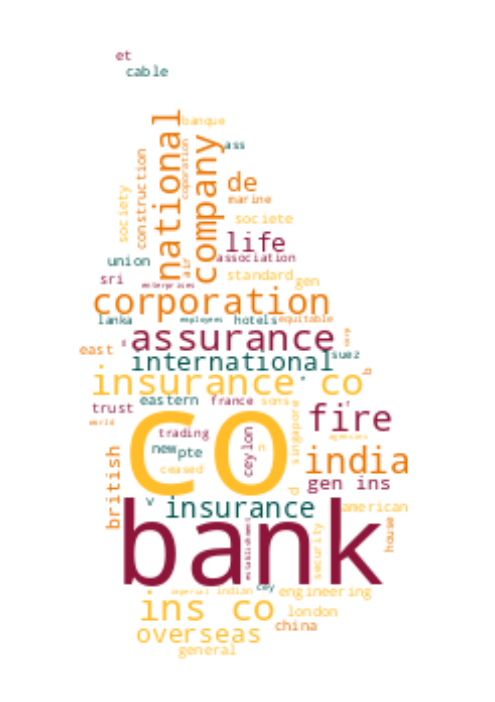 et
cable
national
banque
company
coporation
ass
construction
society
de
marine
societe
life
union
association
air
sri
standard
gen
enterprises
corporation
lanka
employees
hotels
equitable
assurance
corp
east
international
suez
insurance co
b
eastern
france
sons
trust
world
co
fire
singapore
trading
agencies
new
pte
ceylon
n
ceased
india
british
gen ins
d
v
insurance
american
bank
house
security
establishment
imperial
indian
cey
engineering
ins co
london
overseas
china
general